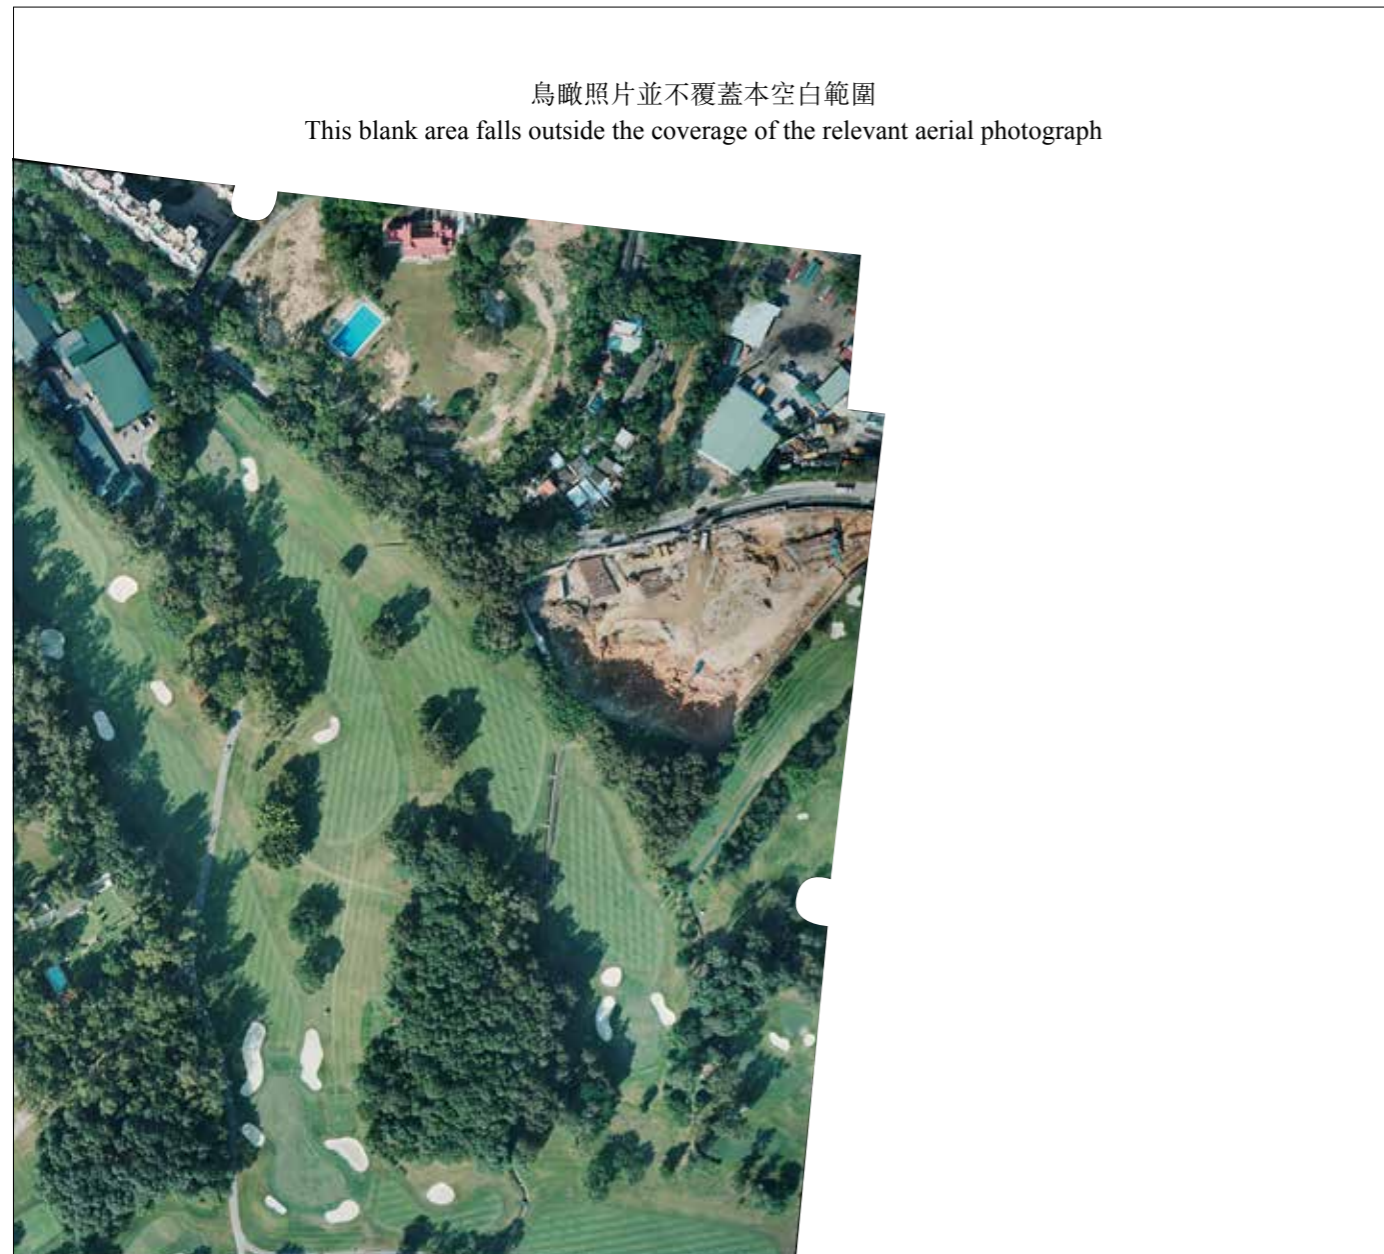 鳥瞰照片並不覆蓋本空白範圍
This blank area falls outside the coverage of the relevant aerial photograph